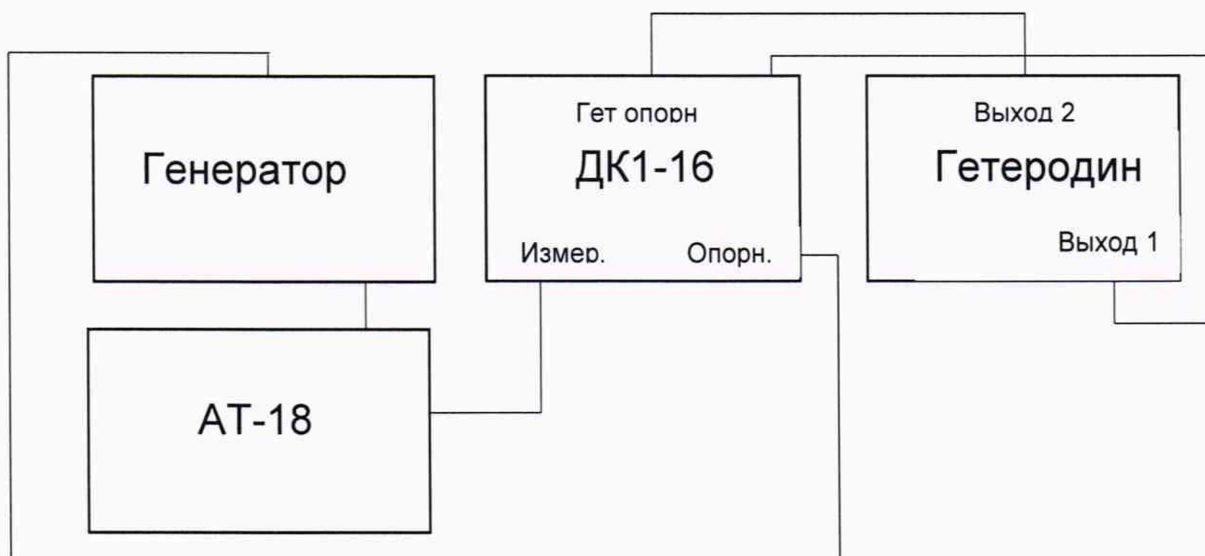 Генератор
АТ-18
Гет опорн
ДК1-16
Измер.
Опорн.
Выход 2
Гетеродин
Выход 1